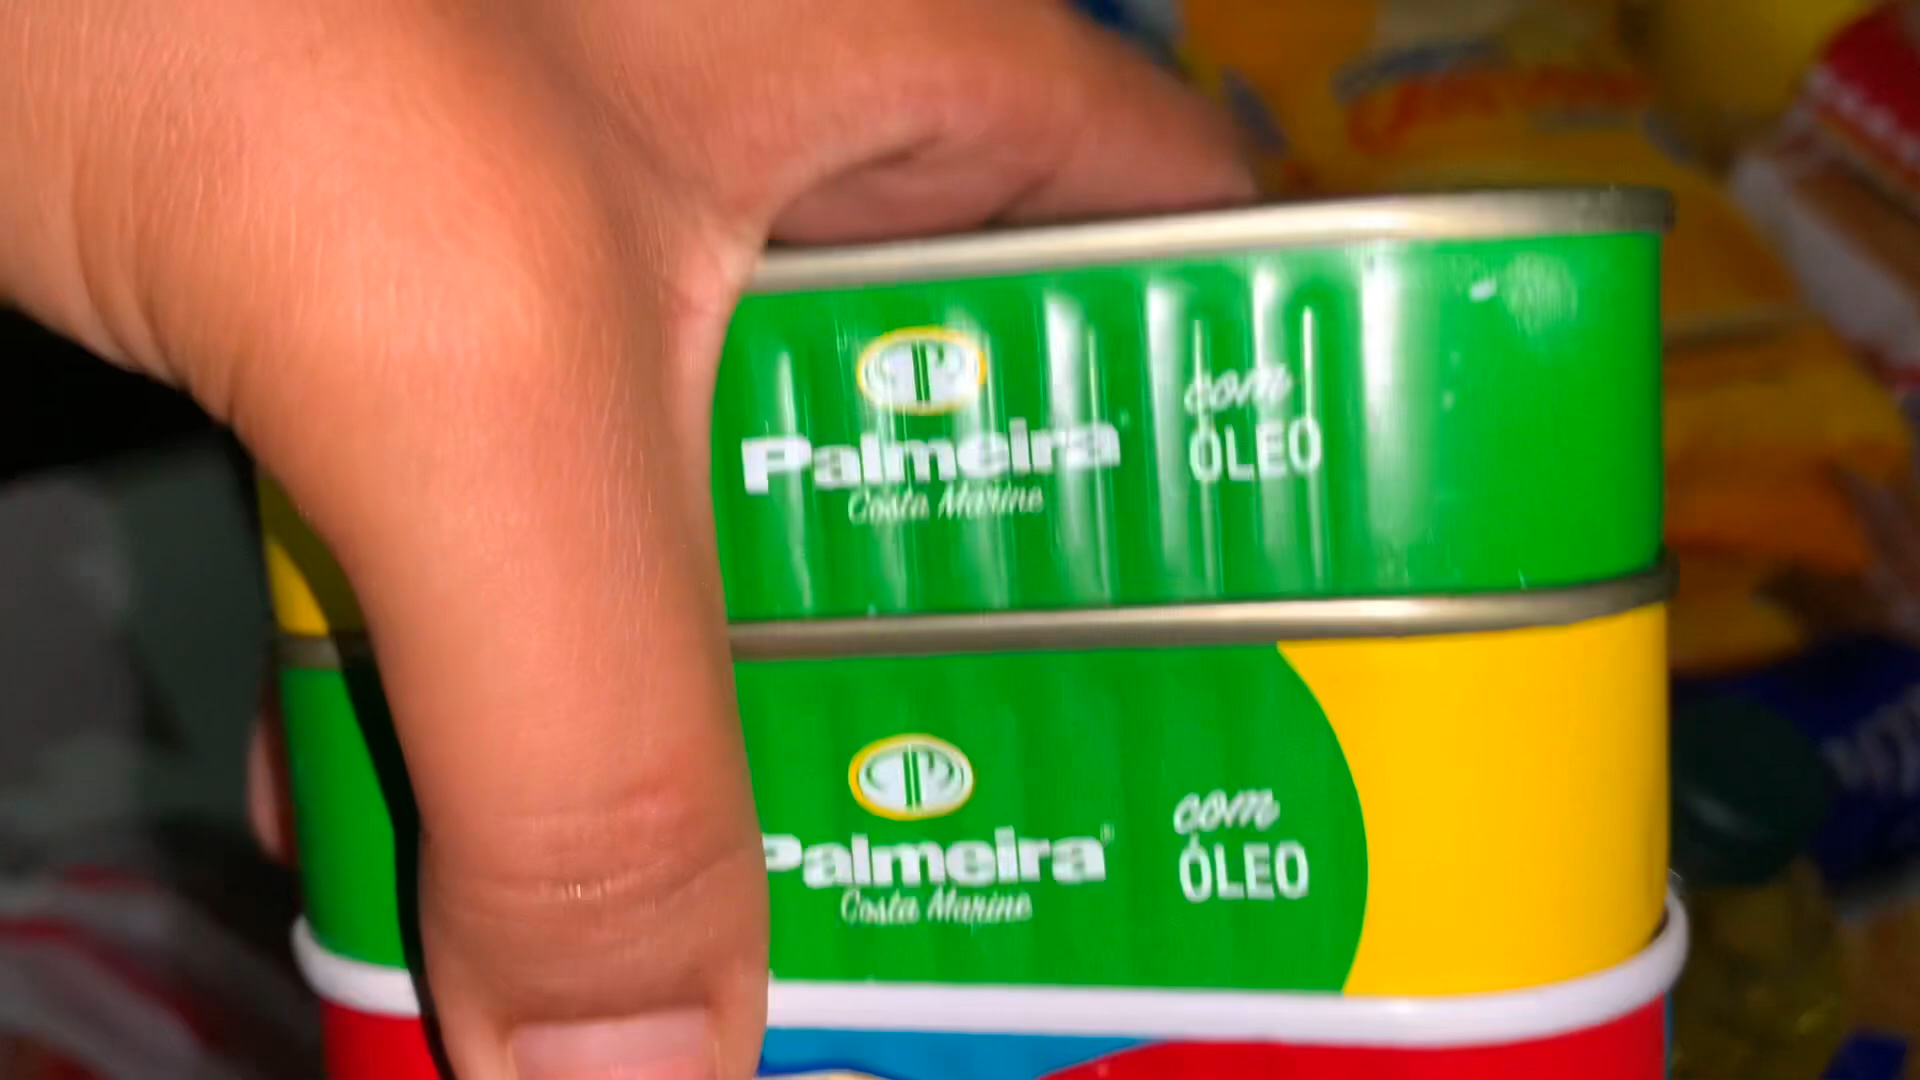 Palmeira
Costa Marine
com
ÓLEO
Palmeira
Costa Marine
com
ÓLEO